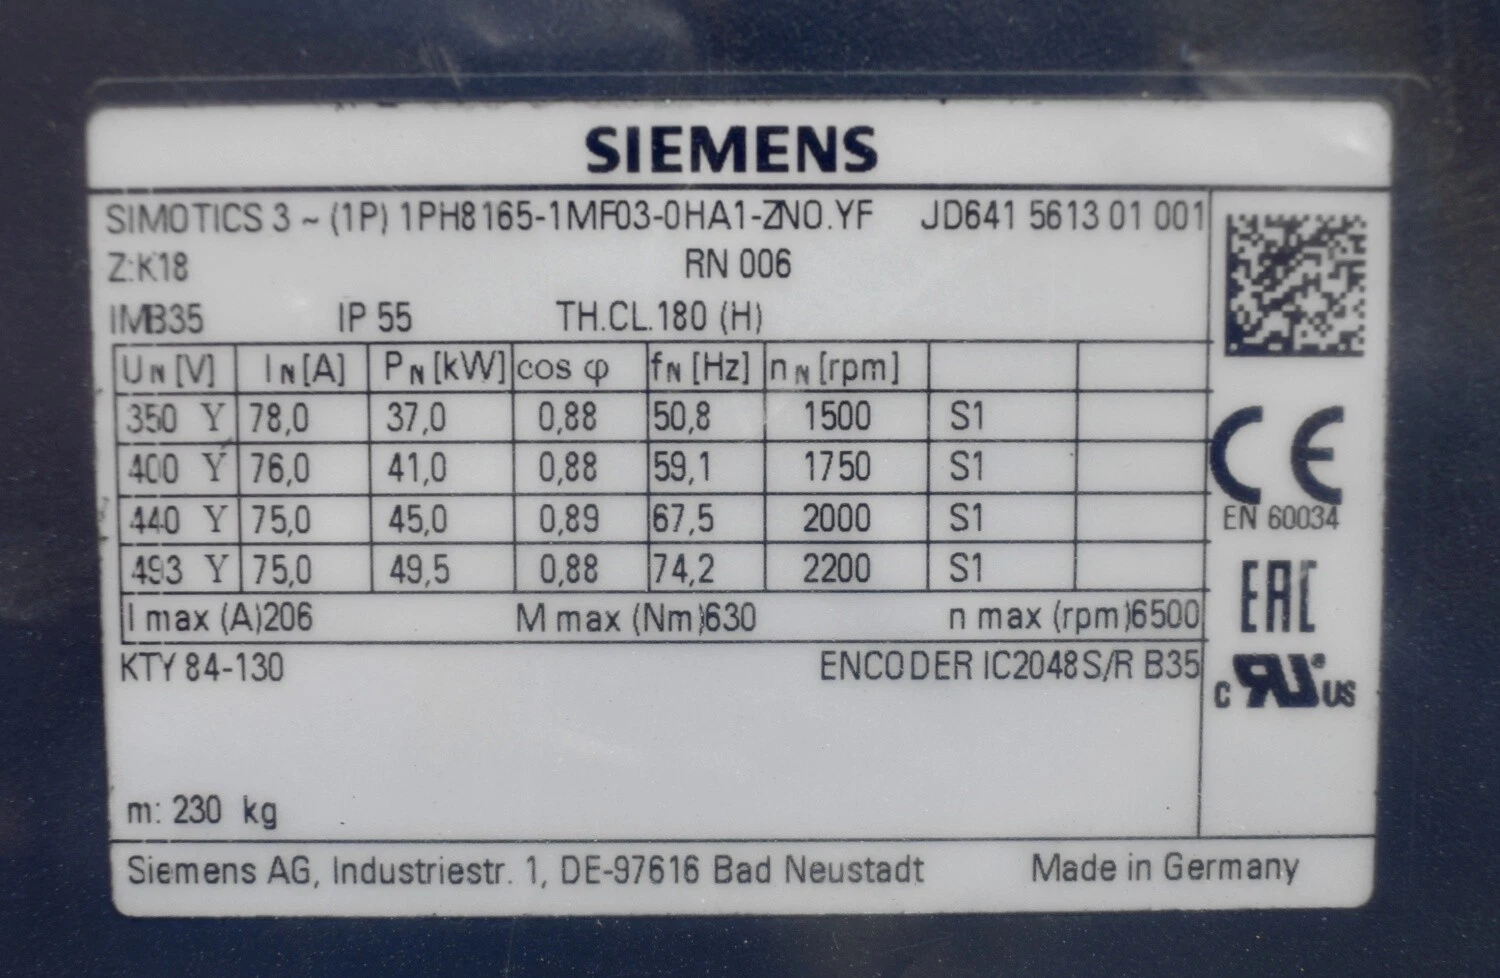 SIEMENS
SIMOTICS 3 ~ (1P) 1PH8165-1MF03-0HA1-ZNO.YF JD641 5613 01 001
Z:K18 RN 006
IMB35 IP 55 TH.CL.180 (H)
UN [V] IN [A] PN [kW] cos φ fN [Hz] nN [rpm]
350 Y 78,0 37,0 0,88 50,8 1500 S1
400 Y 76,0 41,0 0,88 59,1 1750 S1
440 Y 75,0 45,0 0,89 67,5 2000 S1
493 Y 75,0 49,5 0,88 74,2 2200 S1
I max (A)206 M max (Nm)630 n max (rpm)6500
KTY 84-130 ENCODER IC2048S/R B35
m: 230 kg
Siemens AG, Industriestr. 1, DE-97616 Bad Neustadt Made in Germany
CE
EN 60034
EAC
c RU® US